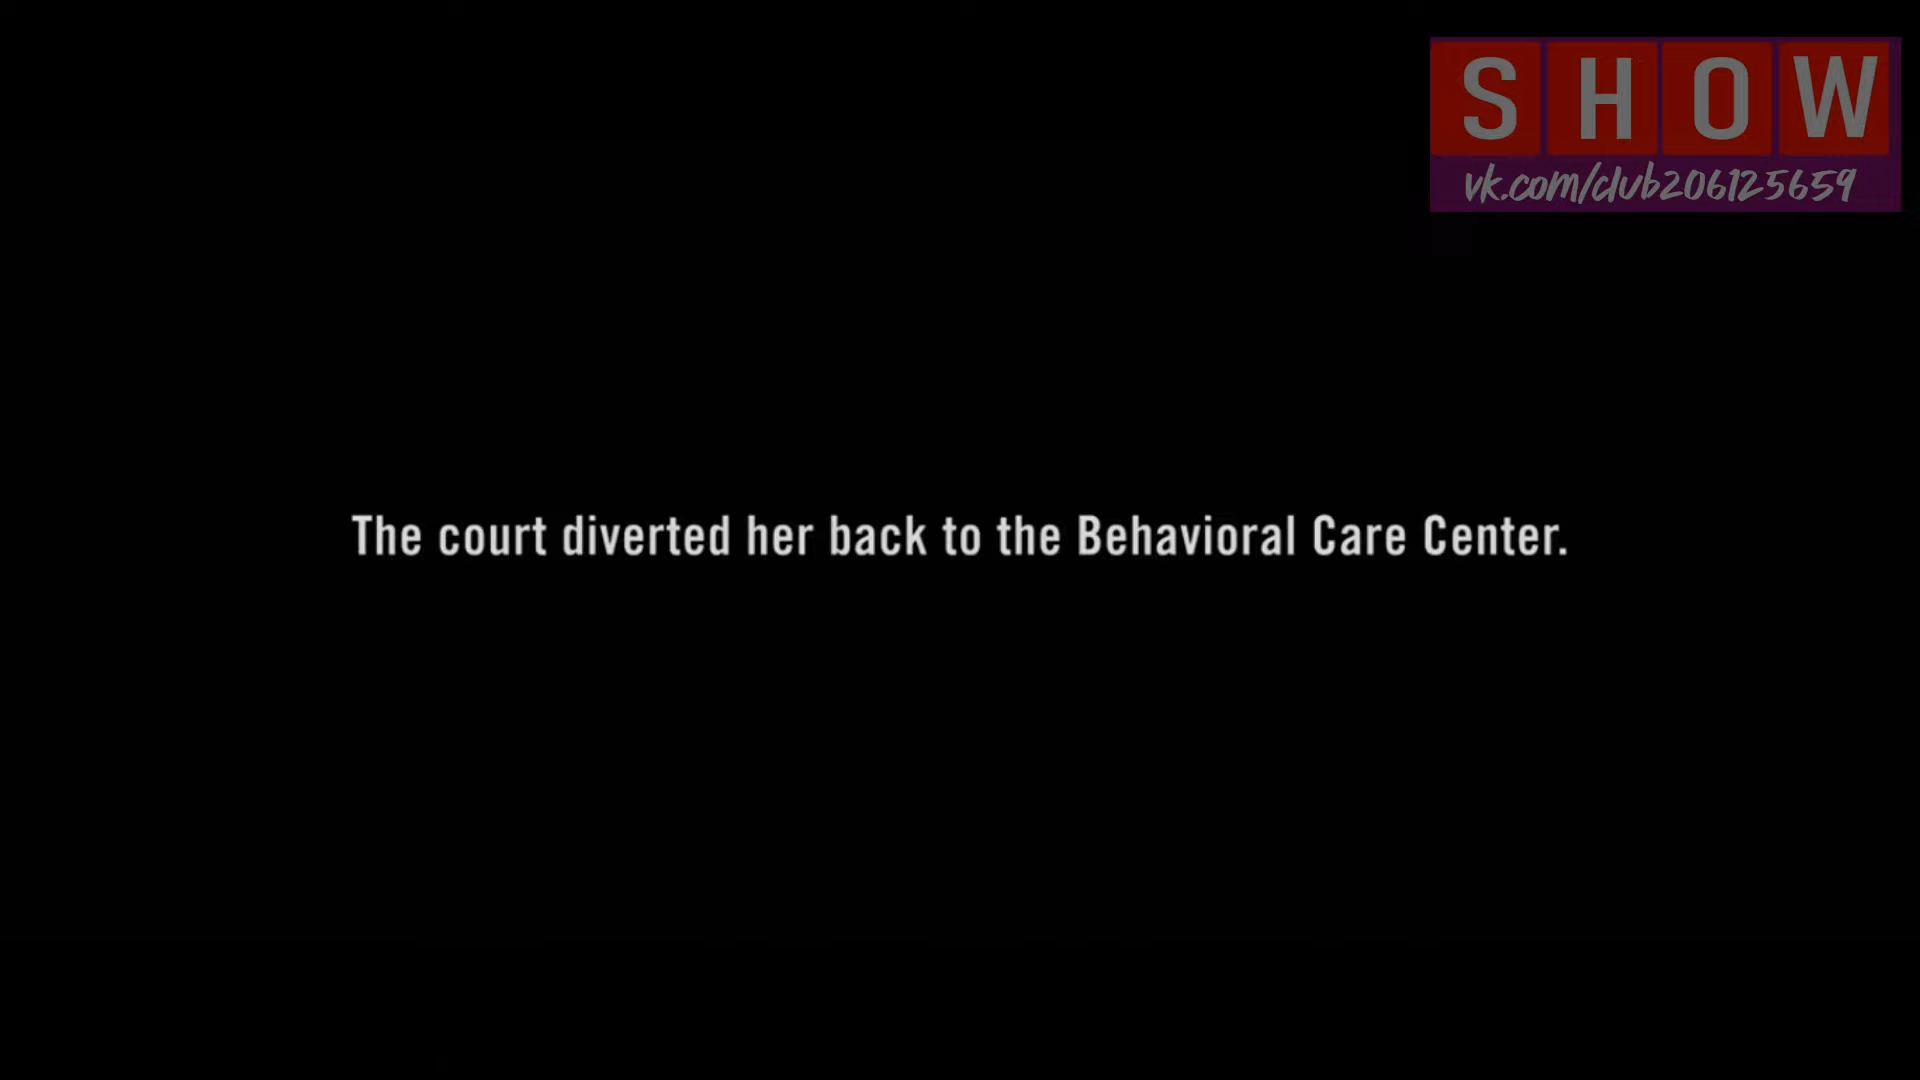 SHOW
vk.com/club206125659
The court diverted her back to the Behavioral Care Center.